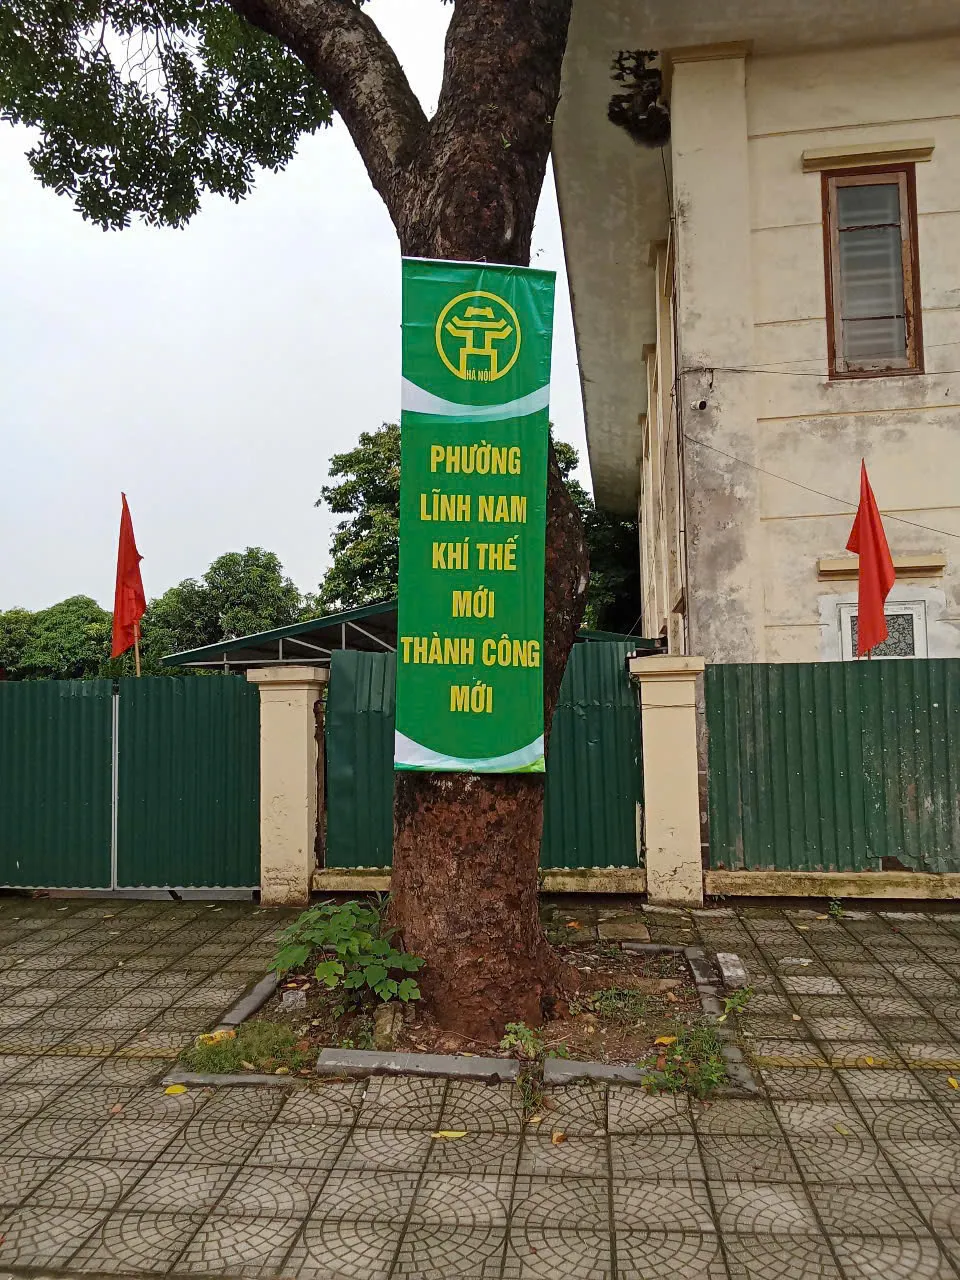 HÀ NỘI
PHƯỜNG
LĨNH NAM
KHÍ THẾ
MỚI
THÀNH CÔNG
MỚI